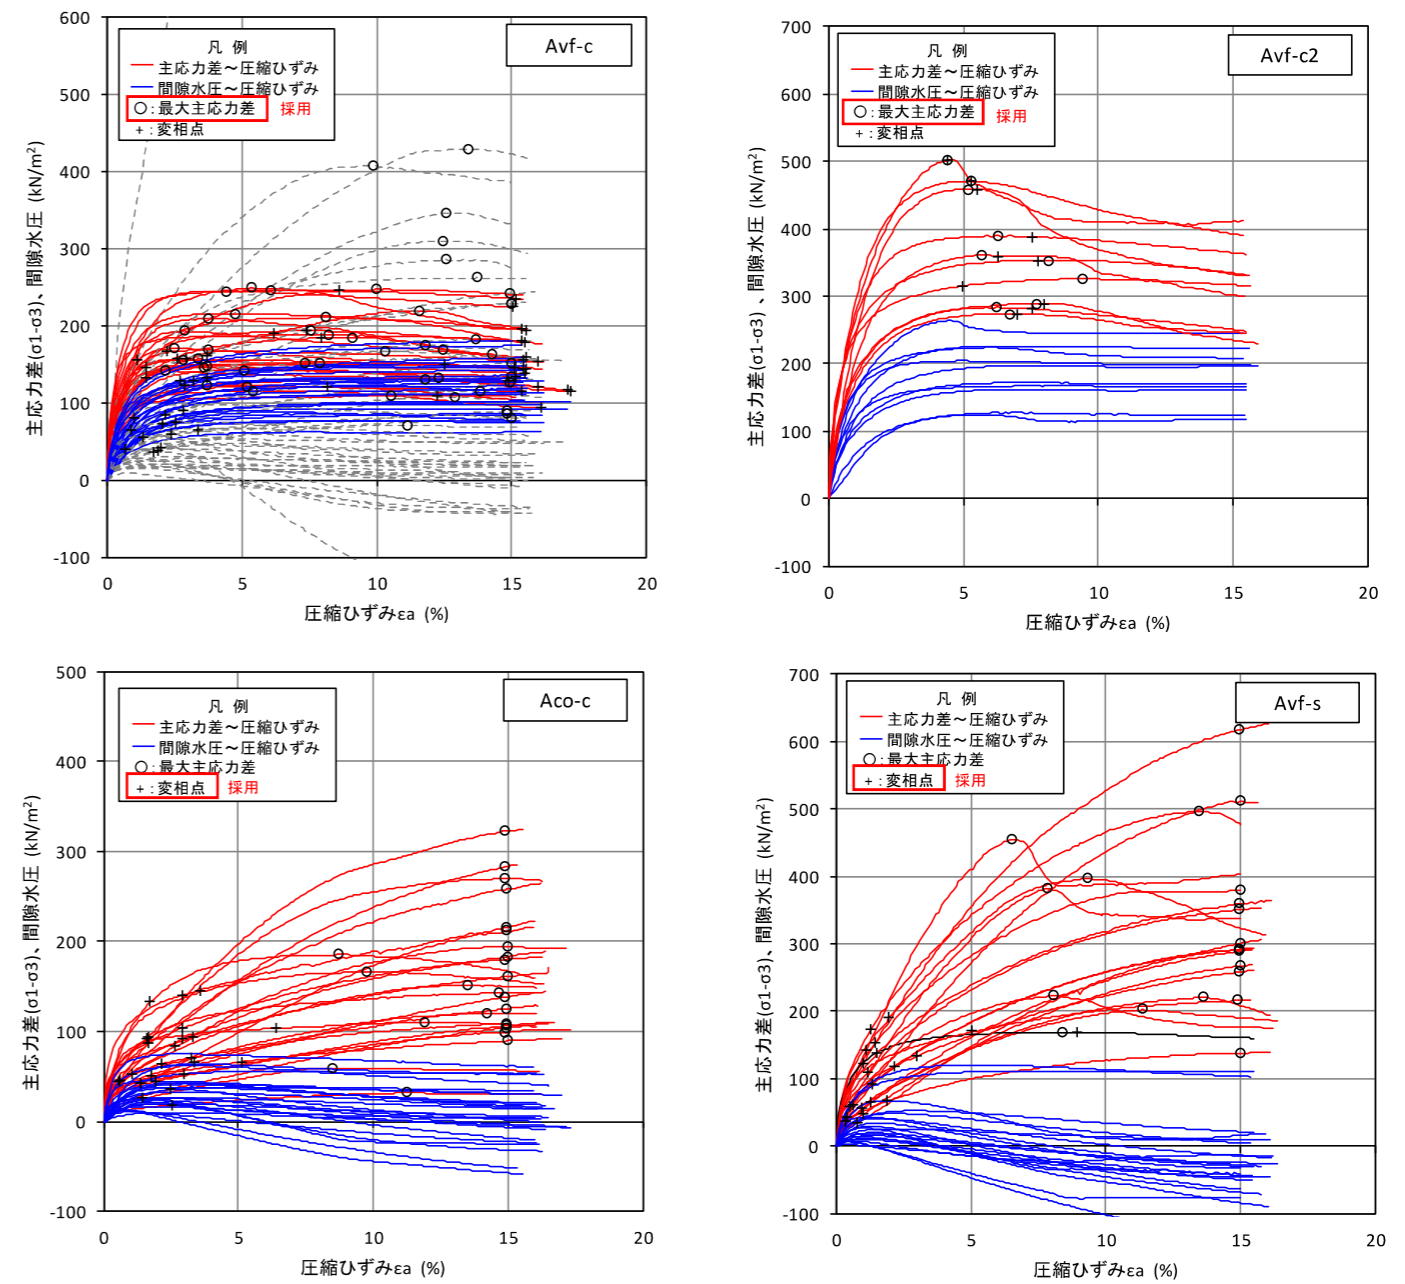 Avf-c
凡 例
主応力差～圧縮ひずみ
間隙水圧～圧縮ひずみ
○:最大主応力差 採用
+:変相点
主応力差(σ1-σ3)、間隙水圧 (kN/m²)
600
500
400
300
200
100
0
-100
0 5 10 15 20
圧縮ひずみεa (%)
Avf-c2
凡 例
主応力差～圧縮ひずみ
間隙水圧～圧縮ひずみ
○:最大主応力差 採用
+:変相点
主応力差(σ1-σ3) 、間隙水圧 (kN/m²)
700
600
500
400
300
200
100
0
-100
0 5 10 15 20
圧縮ひずみεa (%)
Aco-c
凡 例
主応力差～圧縮ひずみ
間隙水圧～圧縮ひずみ
○:最大主応力差
+:変相点 採用
主応力差(σ1-σ3)、間隙水圧 (kN/m²)
500
400
300
200
100
0
-100
0 5 10 15 20
圧縮ひずみεa (%)
Avf-s
凡 例
主応力差～圧縮ひずみ
間隙水圧～圧縮ひずみ
○:最大主応力差
+:変相点 採用
主応力差(σ1-σ3)、間隙水圧 (kN/m²)
700
600
500
400
300
200
100
0
-100
0 5 10 15 20
圧縮ひずみεa (%)